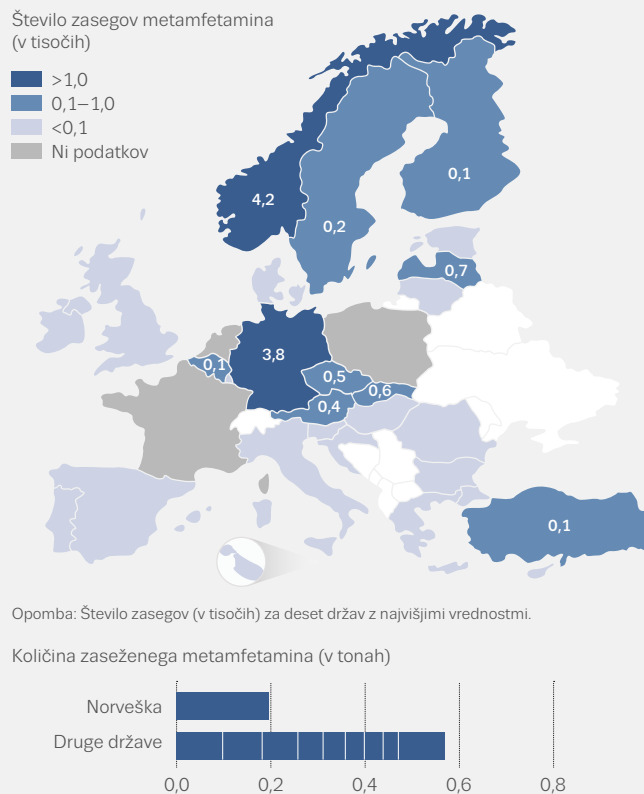 Število zasegov metamfetamina
(v tisočih)
>1,0
0,1–1,0
<0,1
Ni podatkov
4,2
0,1
0,2
0,7
3,8
0,1
0,5
0,6
0,4
0,1
Opomba: Število zasegov (v tisočih) za deset držav z najvišjimi vrednostmi.
Količina zaseženega metamfetamina (v tonah)
Norveška
Druge države
0,0 0,2 0,4 0,6 0,8